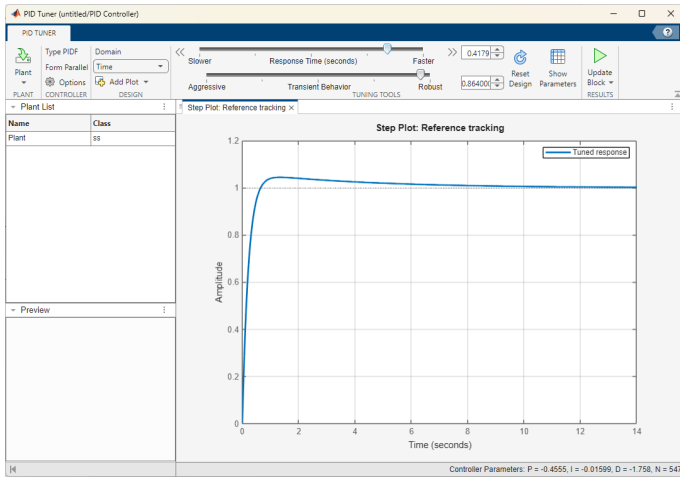 PID Tuner (untitled/PID Controller)
PID TUNER
Plant
PLANT
Type PIDF
Form Parallel
Options
CONTROLLER
Domain
Time
Add Plot
DESIGN
Slower Response Time (seconds) Faster
0.4179
Aggressive Transient Behavior Robust
0.864000
TUNING TOOLS
Reset Design
Show Parameters
Update Block
RESULTS
Plant List
Name Class
Plant ss
Preview
Step Plot: Reference tracking
Step Plot: Reference tracking
Tuned response
Amplitude
1.2
1
0.8
0.6
0.4
0.2
0
0 2 4 6 8 10 12 14
Time (seconds)
Controller Parameters: P = -0.4555, I = -0.01599, D = -1.758, N = 547